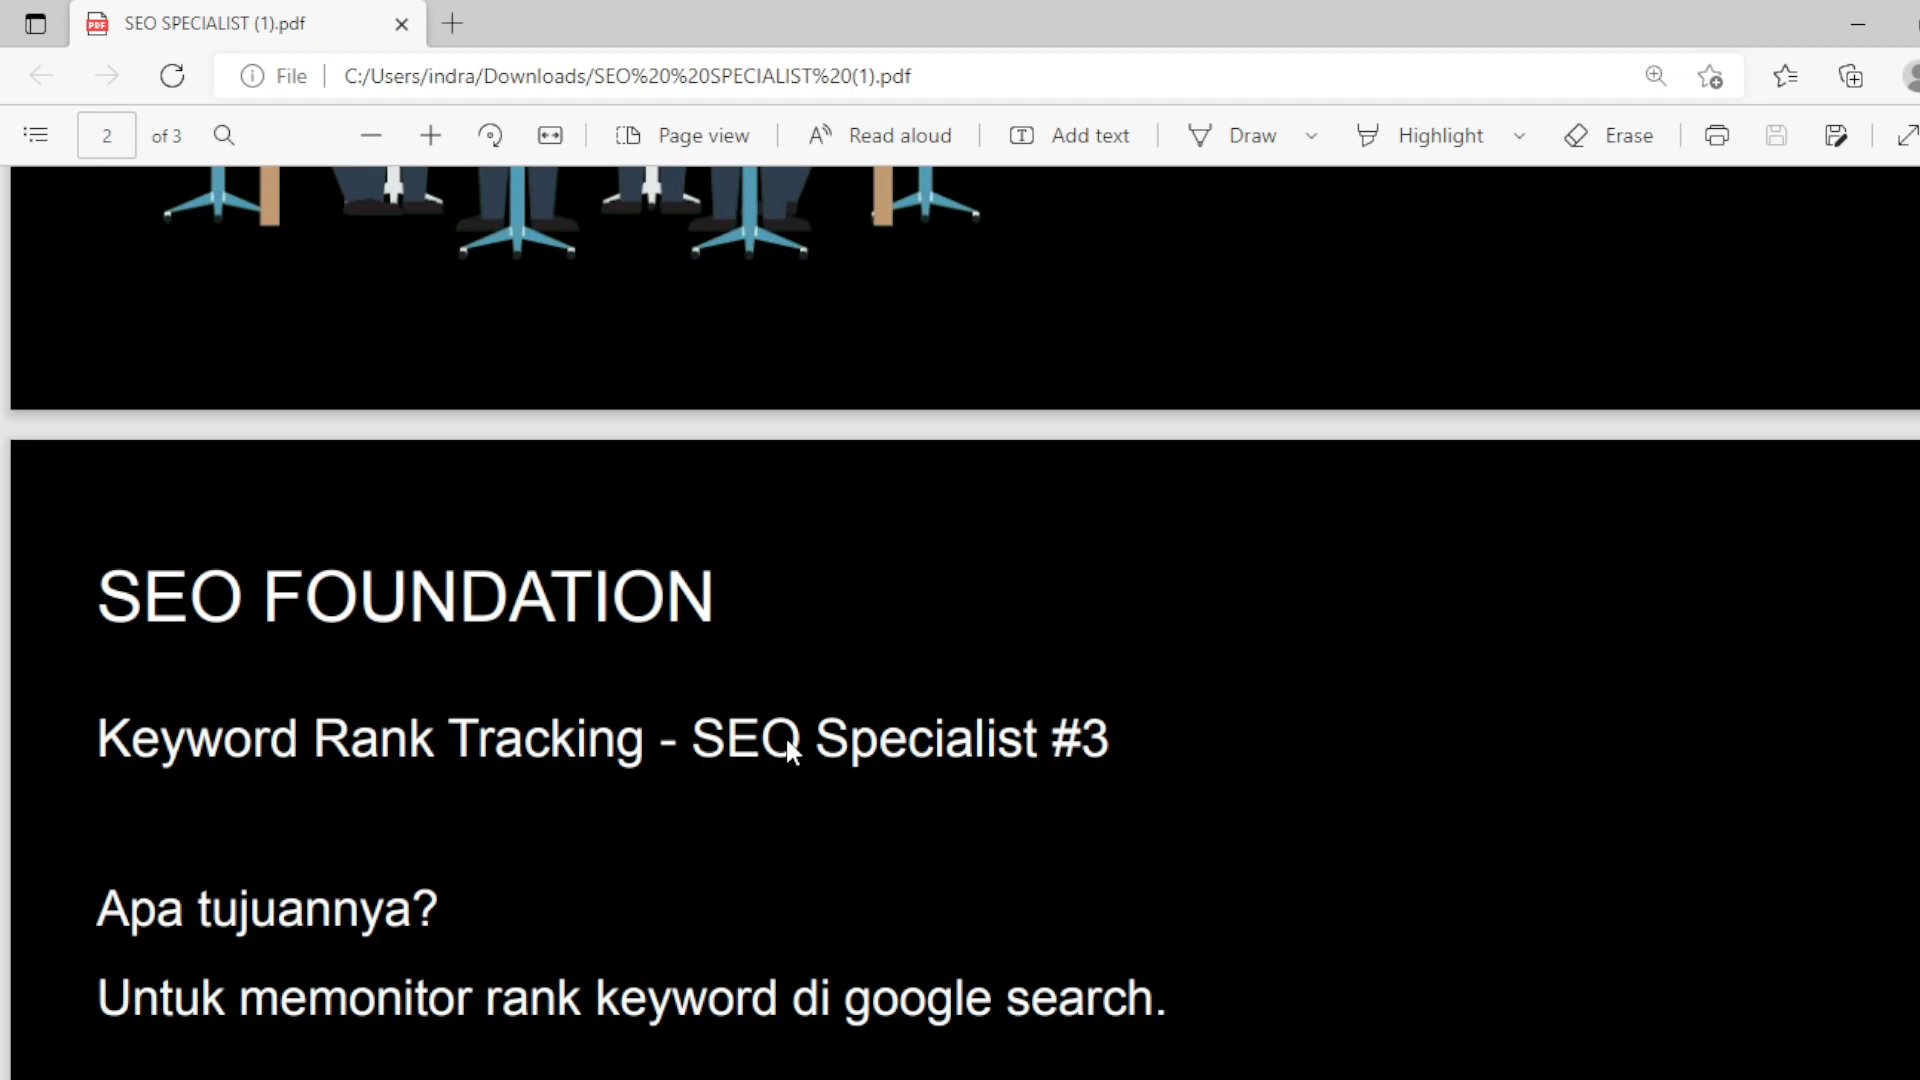 SEO SPECIALIST (1).pdf
File C:/Users/indra/Downloads/SEO%20%20SPECIALIST%20(1).pdf
2 of 3 Page view Read aloud Add text Draw Highlight Erase
SEO FOUNDATION
Keyword Rank Tracking - SEO Specialist #3
Apa tujuannya?
Untuk memonitor rank keyword di google search.